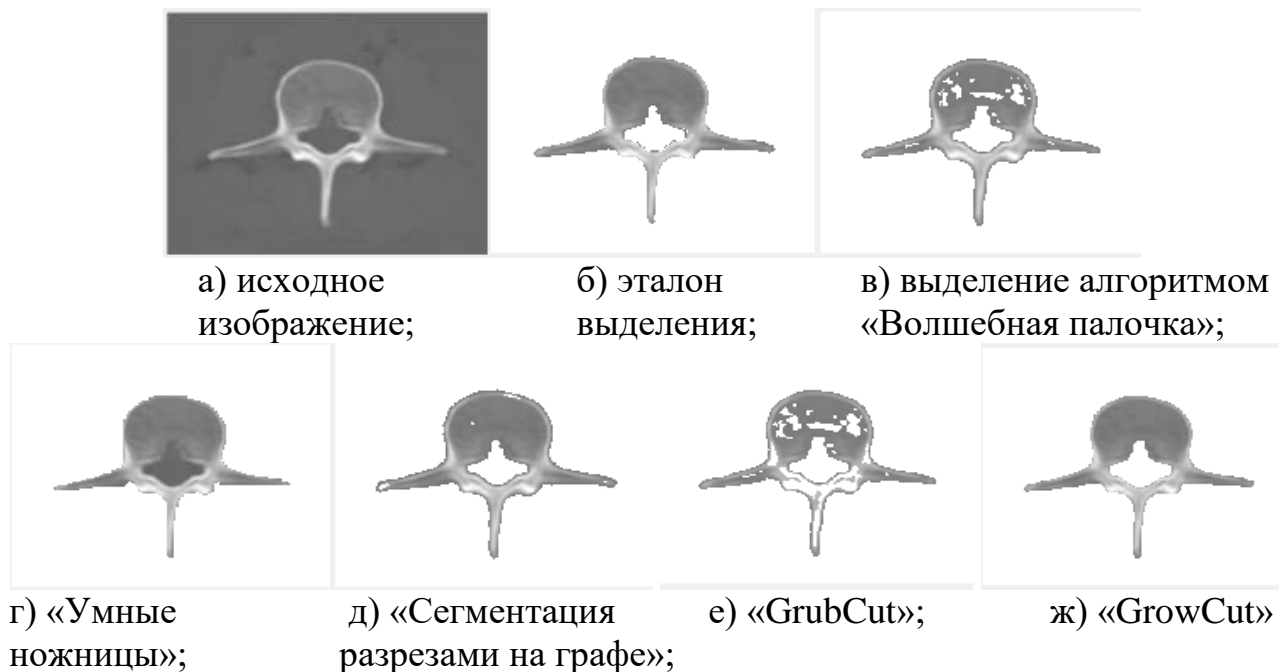 а) исходное
изображение;
б) эталон
выделения;
в) выделение алгоритмом
«Волшебная палочка»;
г) «Умные
ножницы»;
д) «Сегментация
разрезами на графе»;
е) «GrubCut»;
ж) «GrowCut»